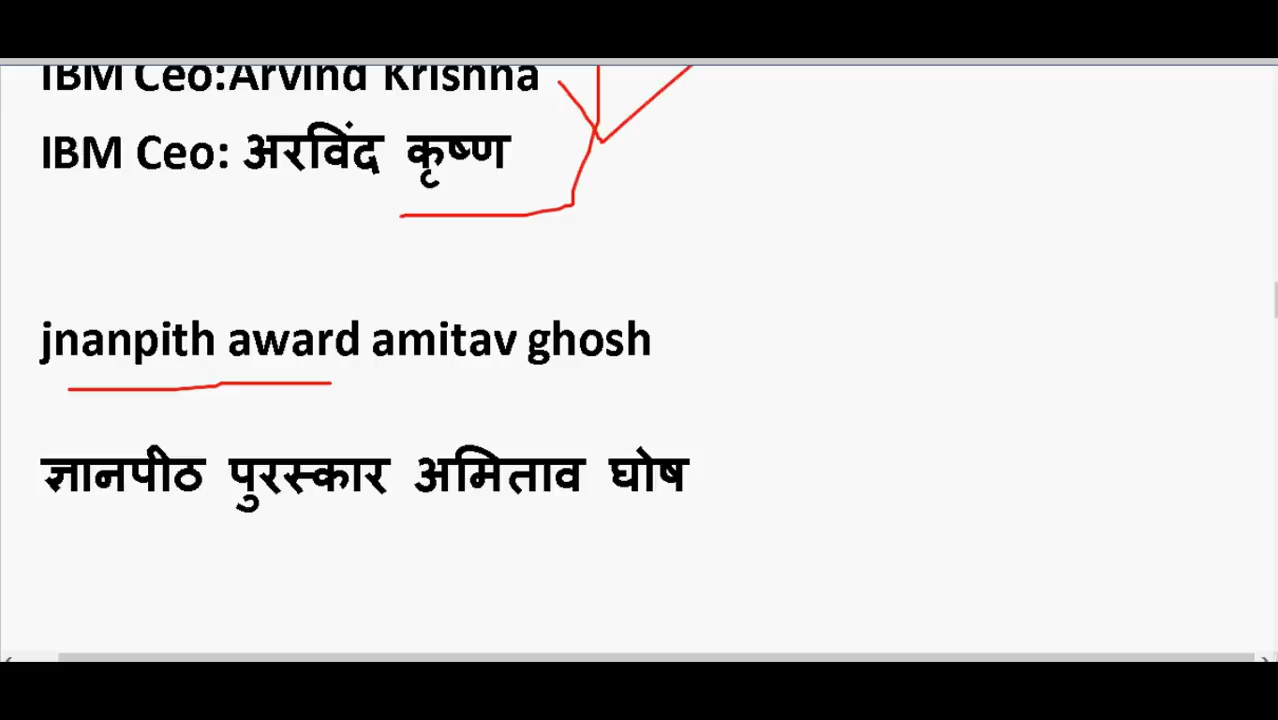 IBM Ceo:Arvind Krishna
IBM Ceo: अरविंद कृष्ण
jnanpith award amitav ghosh
ज्ञानपीठ पुरस्कार अमिताव घोष